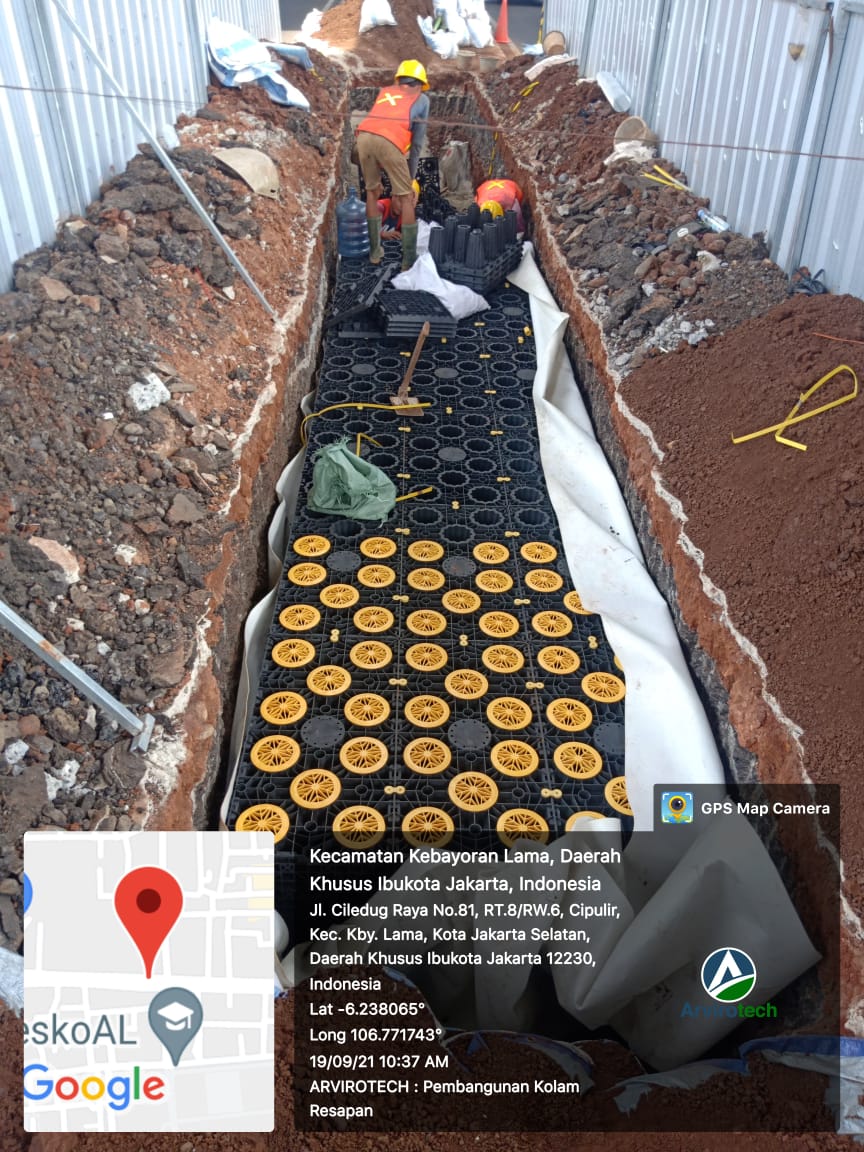 GPS Map Camera
Kecamatan Kebayoran Lama, Daerah
Khusus Ibukota Jakarta, Indonesia
Jl. Ciledug Raya No.81, RT.8/RW.6, Cipulir,
Kec. Kby. Lama, Kota Jakarta Selatan,
Daerah Khusus Ibukota Jakarta 12230,
Indonesia
Lat -6.238065°
Long 106.771743°
19/09/21 10:37 AM
ARVIROTECH : Pembangunan Kolam
Resapan
eskoAL
Google
Arvirotech